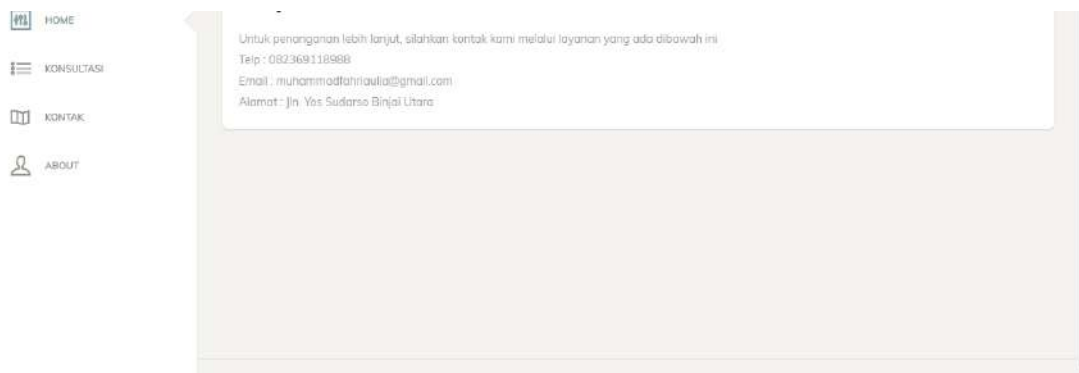 HOME
KONSULTASI
KONTAK
ABOUT
Untuk penanganan lebih lanjut, silahkan kontak kami melalui layanan yang ada dibawah ini
Telp : 082369118988
Email : muhammadfahriaulia@gmail.com
Alamat : Jln. Yos Sudarso Binjai Utara